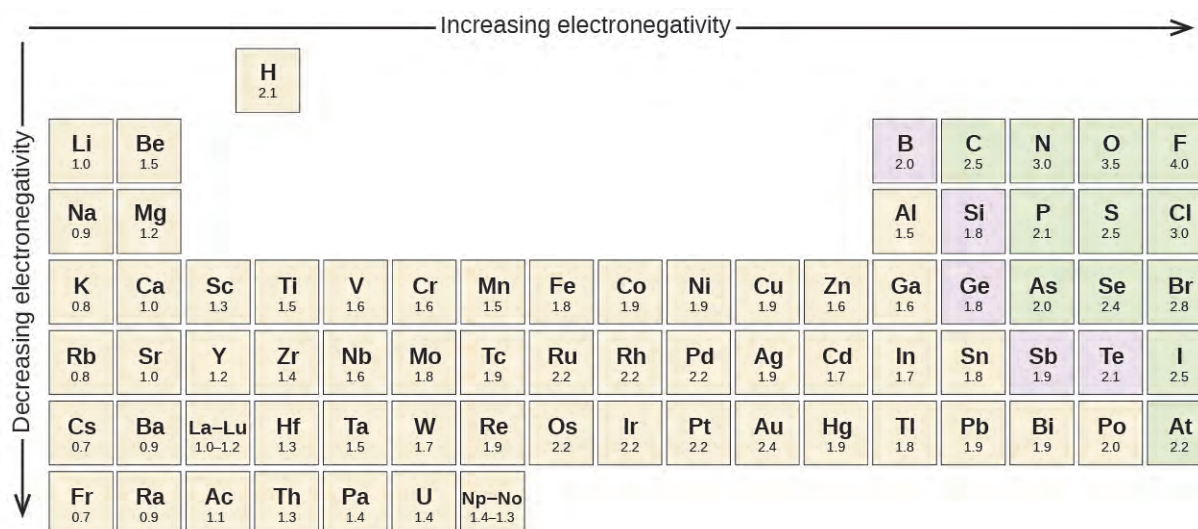 Increasing electronegativity
Decreasing electronegativity
H
2.1
Li Be B C N O F
1.0 1.5 2.0 2.5 3.0 3.5 4.0
Na Mg Al Si P S Cl
0.9 1.2 1.5 1.8 2.1 2.5 3.0
K Ca Sc Ti V Cr Mn Fe Co Ni Cu Zn Ga Ge As Se Br
0.8 1.0 1.3 1.5 1.6 1.6 1.5 1.8 1.9 1.9 1.9 1.6 1.6 1.8 2.0 2.4 2.8
Rb Sr Y Zr Nb Mo Tc Ru Rh Pd Ag Cd In Sn Sb Te I
0.8 1.0 1.2 1.4 1.6 1.8 1.9 2.2 2.2 2.2 1.9 1.7 1.7 1.8 1.9 2.1 2.5
Cs Ba La–Lu Hf Ta W Re Os Ir Pt Au Hg Tl Pb Bi Po At
0.7 0.9 1.0–1.2 1.3 1.5 1.7 1.9 2.2 2.2 2.2 2.4 1.9 1.8 1.9 1.9 2.0 2.2
Fr Ra Ac Th Pa U Np–No
0.7 0.9 1.1 1.3 1.4 1.4 1.4–1.3